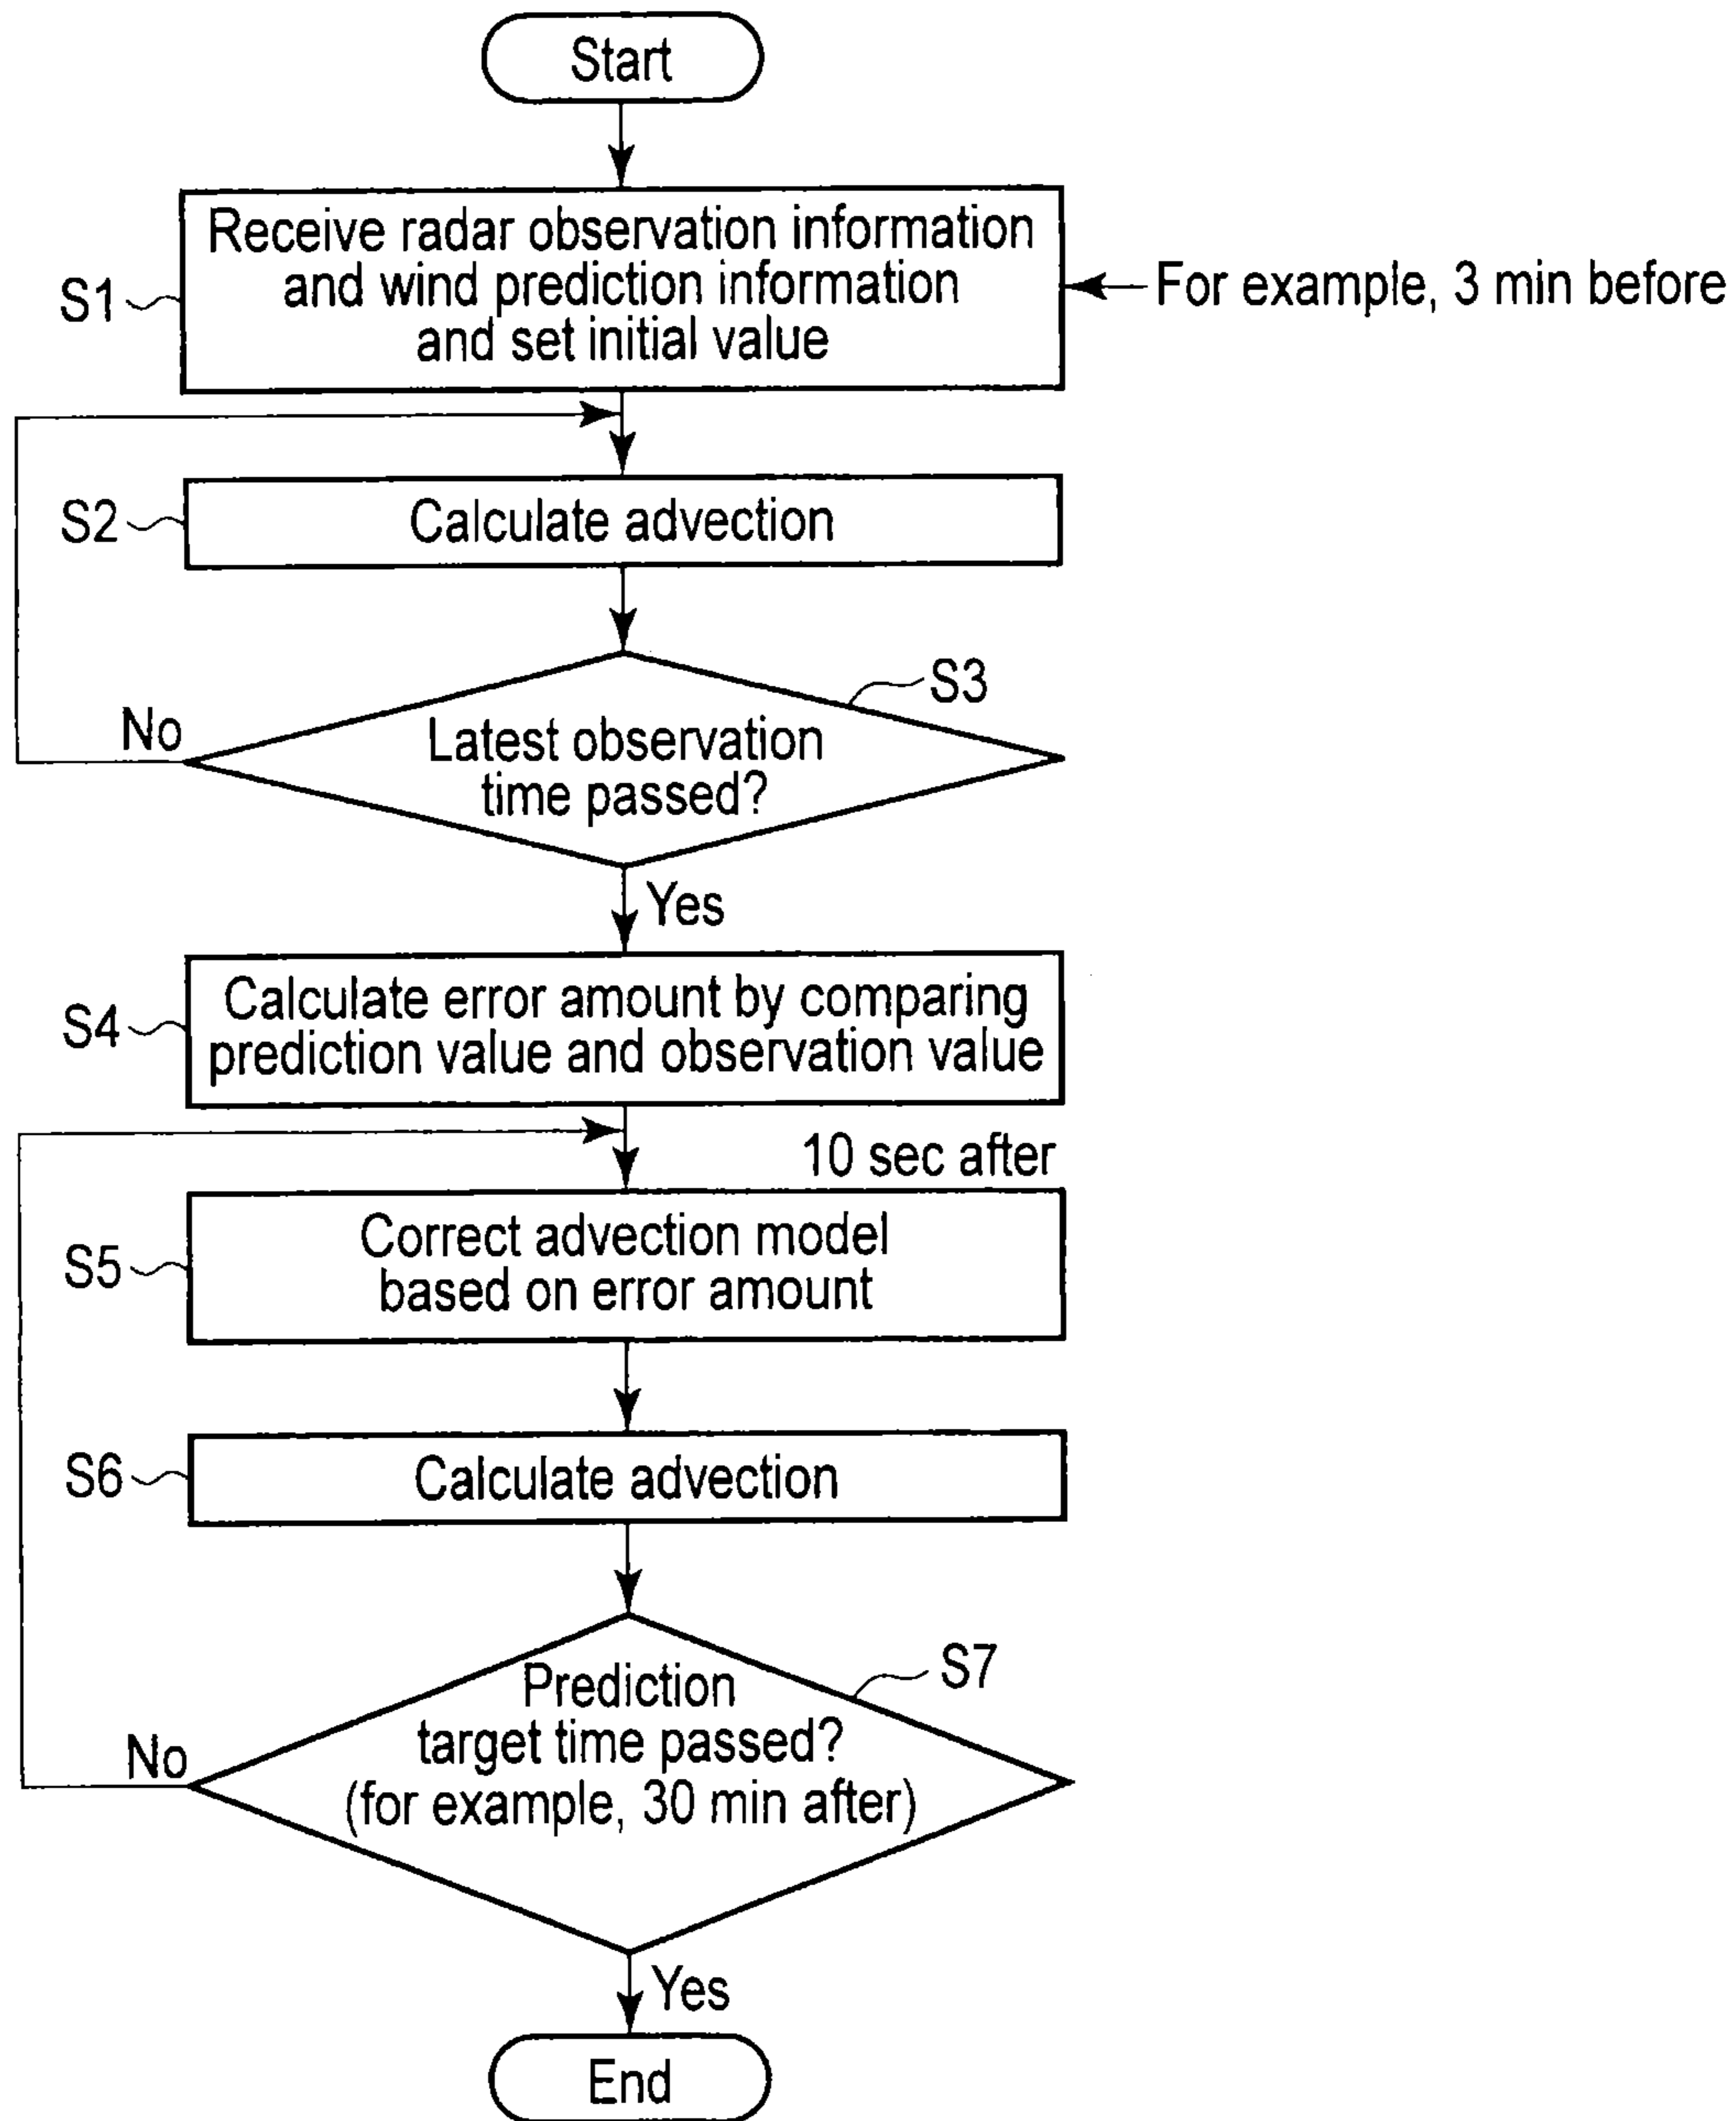 Start
Receive radar observation information
and wind prediction information
and set initial value
S1
For example, 3 min before
S2
Calculate advection
S3
No
Latest observation
time passed?
Yes
S4
Calculate error amount by comparing
prediction value and observation value
10 sec after
S5
Correct advection model
based on error amount
S6
Calculate advection
S7
Prediction
target time passed?
(for example, 30 min after)
No
Yes
End